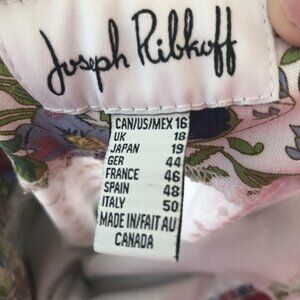 Joseph Ribkoff
CAN/US/MEX 16
UK 18
JAPAN 19
GER 44
FRANCE 46
SPAIN 48
ITALY 50
MADE IN/FAIT AU
CANADA